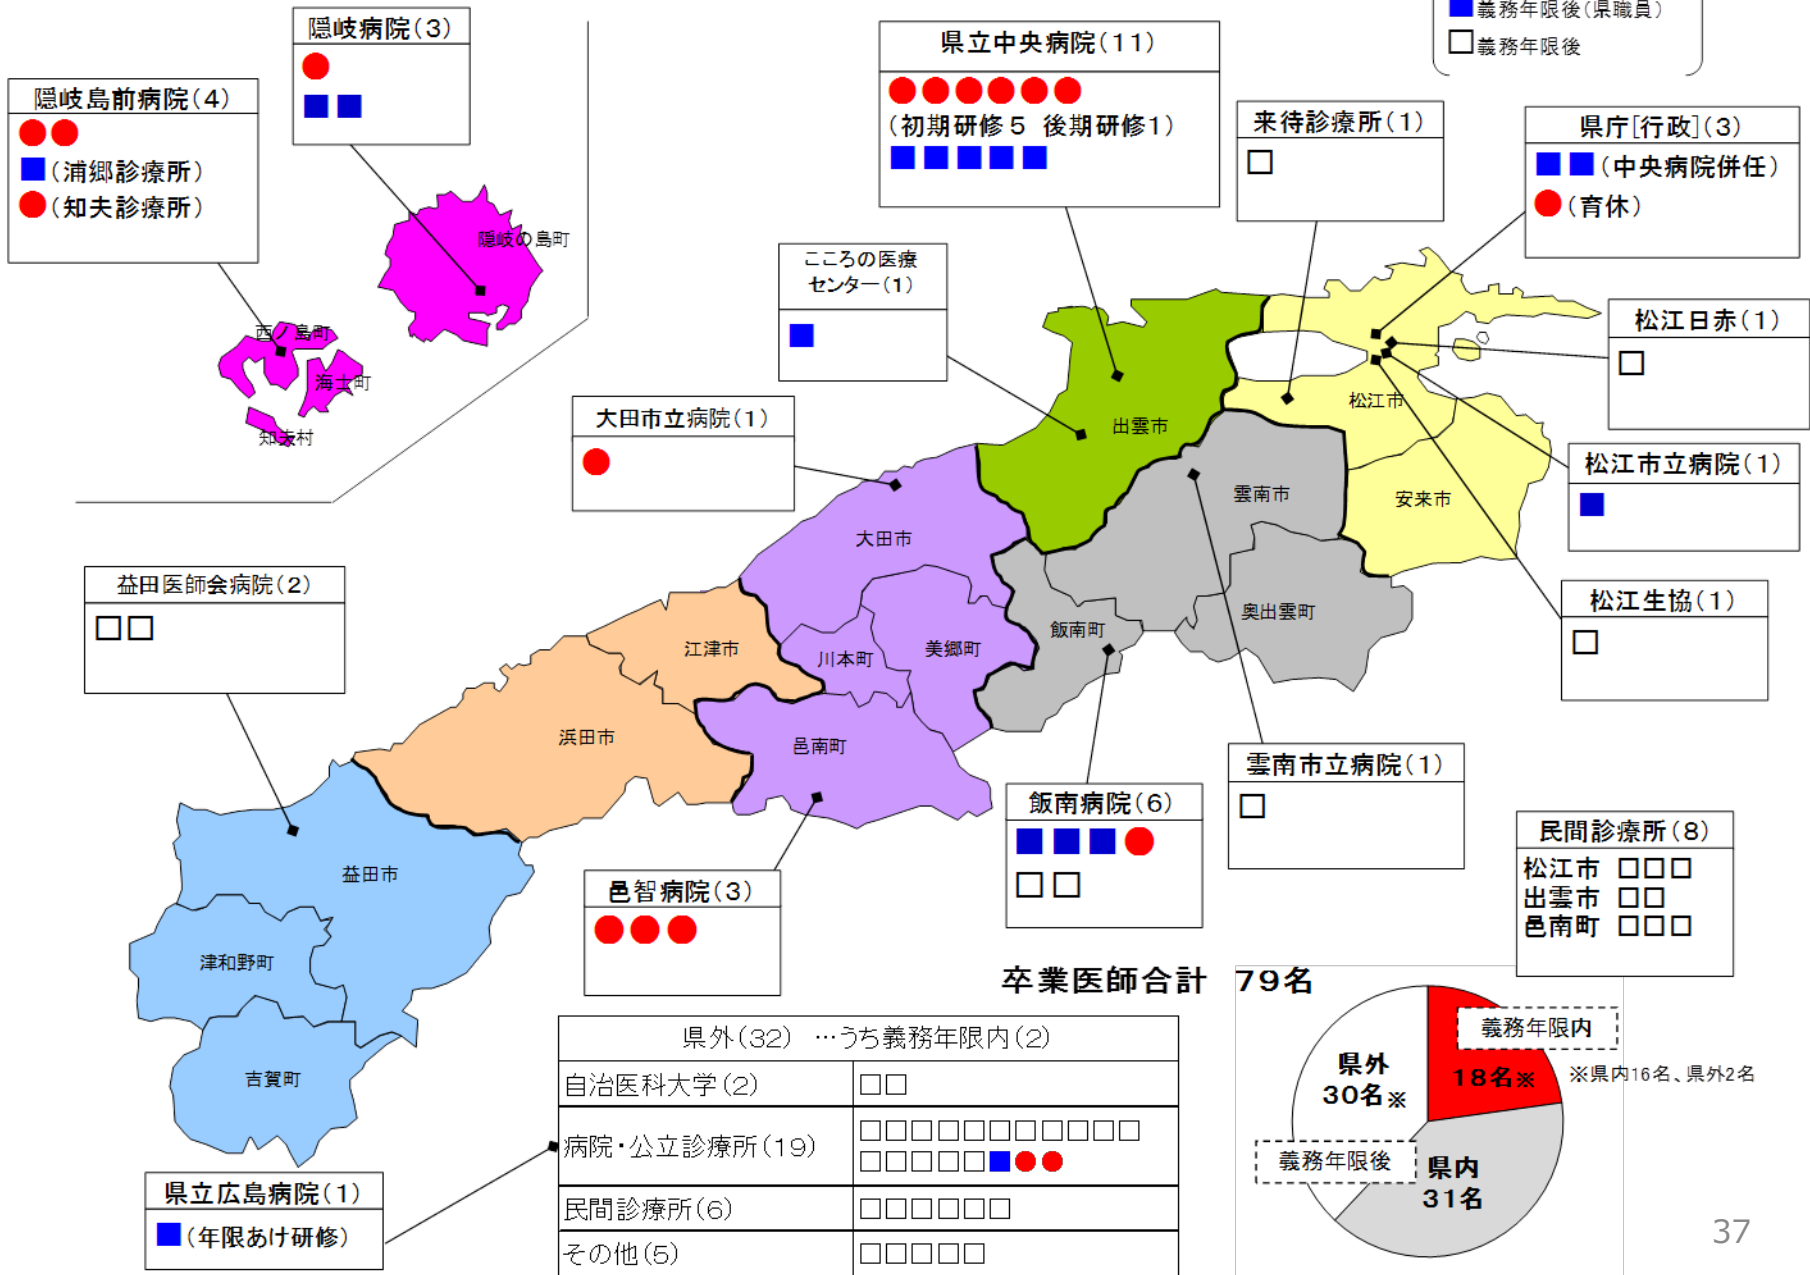 ■義務年限後(県職員)
□義務年限後
隠岐病院(3)
●
■■
隠岐島前病院(4)
●●
■(浦郷診療所)
●(知夫診療所)
県立中央病院(11)
●●●●●●
(初期研修5 後期研修1)
■■■■■
来待診療所(1)
□
県庁[行政](3)
■■(中央病院併任)
●(育休)
こころの医療
センター(1)
■
松江日赤(1)
□
大田市立病院(1)
●
松江市立病院(1)
■
松江生協(1)
□
益田医師会病院(2)
□□
隠岐の島町
西ノ島町
海士町
知夫村
出雲市
松江市
安来市
雲南市
奥出雲町
飯南町
大田市
川本町
美郷町
邑南町
江津市
浜田市
益田市
津和野町
吉賀町
雲南市立病院(1)
□
飯南病院(6)
■■■●
□□
邑智病院(3)
●●●
民間診療所(8)
松江市 □□□
出雲市 □□
邑南町 □□□
県立広島病院(1)
■(年限あけ研修)
卒業医師合計 79名
県外(32) …うち義務年限内(2)
自治医科大学(2) □□
病院・公立診療所(19) □□□□□□□□□□□
□□□□□■●●
民間診療所(6) □□□□□□
その他(5) □□□□□
義務年限内
18名※
※県内16名、県外2名
県外
30名※
義務年限後
県内
31名
37